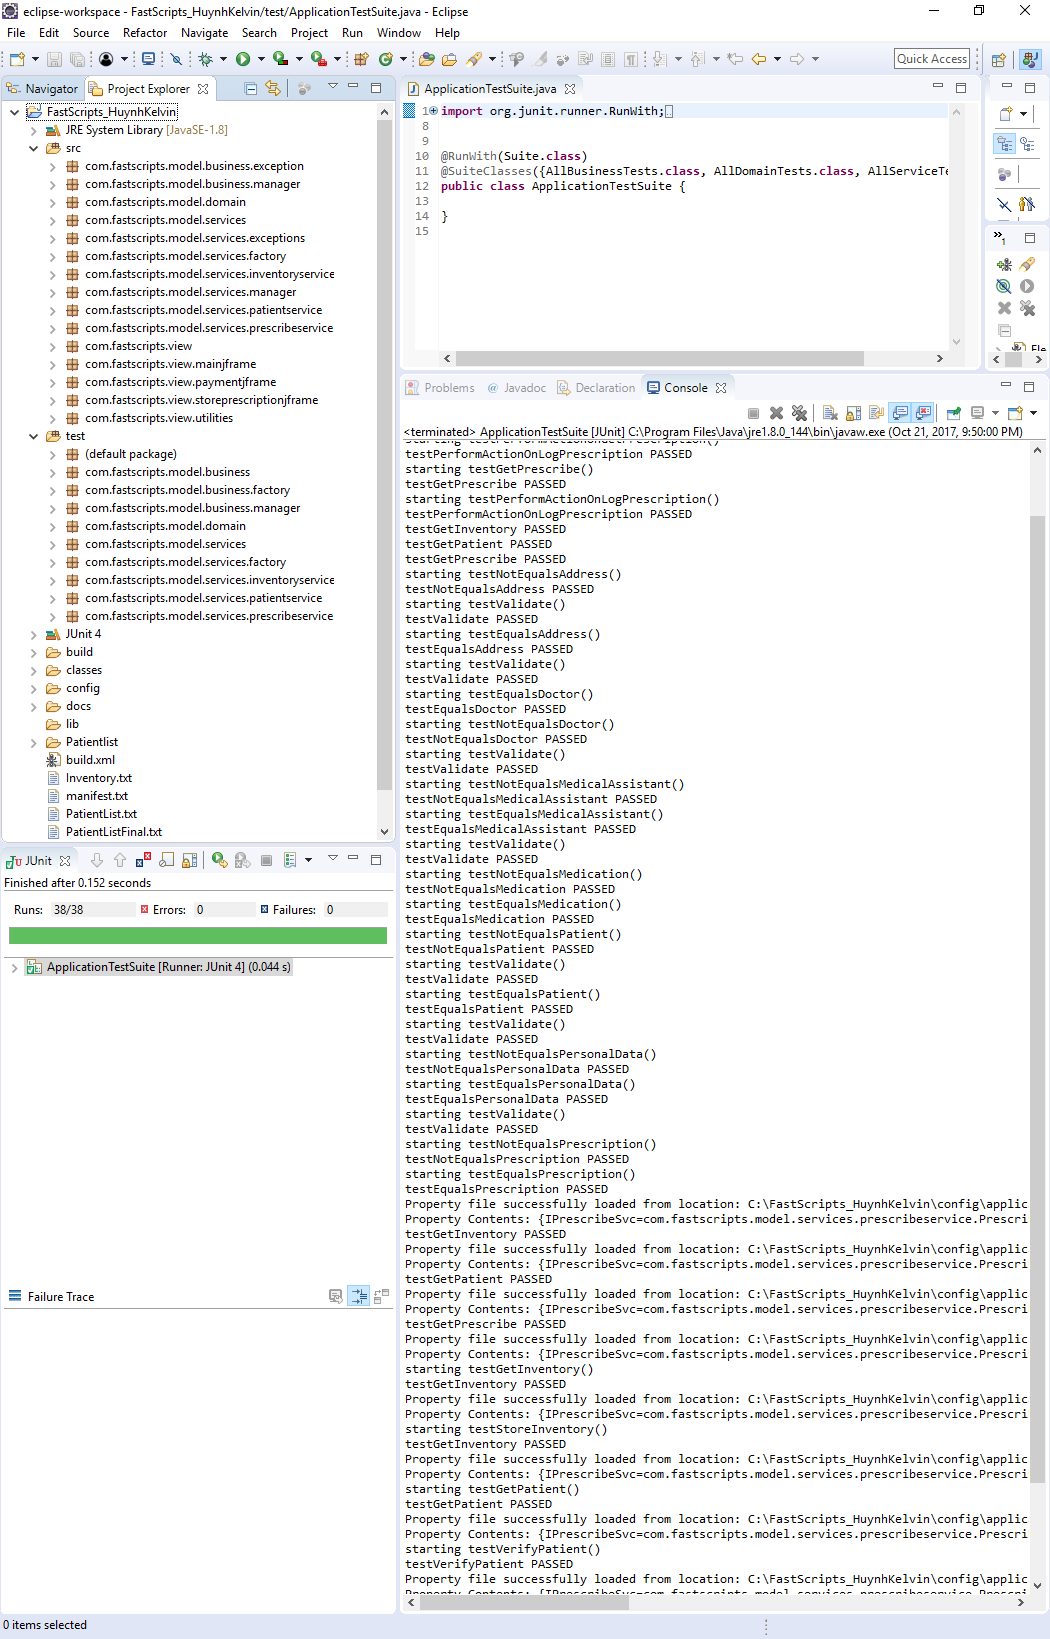 eclipse-workspace - FastScripts_HuynhKelvin/test/ApplicationTestSuite.java - Eclipse
File Edit Source Refactor Navigate Search Project Run Window Help
Quick Access
Navigator Project Explorer
FastScripts_HuynhKelvin
JRE System Library [JavaSE-1.8]
src
com.fastscripts.model.business.exception
com.fastscripts.model.business.manager
com.fastscripts.model.domain
com.fastscripts.model.services
com.fastscripts.model.services.exceptions
com.fastscripts.model.services.factory
com.fastscripts.model.services.inventoryservice
com.fastscripts.model.services.manager
com.fastscripts.model.services.patientservice
com.fastscripts.model.services.prescribeservice
com.fastscripts.view
com.fastscripts.view.mainjframe
com.fastscripts.view.paymentjframe
com.fastscripts.view.storeprescriptionjframe
com.fastscripts.view.utilities
test
(default package)
com.fastscripts.model.business
com.fastscripts.model.business.factory
com.fastscripts.model.business.manager
com.fastscripts.model.domain
com.fastscripts.model.services
com.fastscripts.model.services.factory
com.fastscripts.model.services.inventoryservice
com.fastscripts.model.services.patientservice
com.fastscripts.model.services.prescribeservice
JUnit 4
build
classes
config
docs
lib
Patientlist
build.xml
Inventory.txt
manifest.txt
PatientList.txt
PatientListFinal.txt
JUnit
Finished after 0.152 seconds
Runs: 38/38 Errors: 0 Failures: 0
ApplicationTestSuite [Runner: JUnit 4] (0.044 s)
Failure Trace
0 items selected
ApplicationTestSuite.java
1 import org.junit.runner.RunWith;
8
9
10 @RunWith(Suite.class)
11 @SuiteClasses({AllBusinessTests.class, AllDomainTests.class, AllServiceTe
12 public class ApplicationTestSuite {
13
14 }
15
»1
Ele
Problems @ Javadoc Declaration Console
<terminated> ApplicationTestSuite [JUnit] C:\Program Files\Java\jre1.8.0_144\bin\javaw.exe (Oct 21, 2017, 9:50:00 PM)
testPerformActionOnLogPrescription PASSED
starting testGetPrescribe()
testGetPrescribe PASSED
starting testPerformActionOnLogPrescription()
testPerformActionOnLogPrescription PASSED
testGetInventory PASSED
testGetPatient PASSED
testGetPrescribe PASSED
starting testNotEqualsAddress()
testNotEqualsAddress PASSED
starting testValidate()
testValidate PASSED
starting testEqualsAddress()
testEqualsAddress PASSED
starting testValidate()
testValidate PASSED
starting testEqualsDoctor()
testEqualsDoctor PASSED
starting testNotEqualsDoctor()
testNotEqualsDoctor PASSED
starting testValidate()
testValidate PASSED
starting testNotEqualsMedicalAssistant()
testNotEqualsMedicalAssistant PASSED
starting testEqualsMedicalAssistant()
testEqualsMedicalAssistant PASSED
starting testValidate()
testValidate PASSED
starting testNotEqualsMedication()
testNotEqualsMedication PASSED
starting testEqualsMedication()
testEqualsMedication PASSED
starting testNotEqualsPatient()
testNotEqualsPatient PASSED
starting testValidate()
testValidate PASSED
starting testEqualsPatient()
testEqualsPatient PASSED
starting testValidate()
testValidate PASSED
starting testNotEqualsPersonalData()
testNotEqualsPersonalData PASSED
starting testEqualsPersonalData()
testEqualsPersonalData PASSED
starting testValidate()
testValidate PASSED
starting testNotEqualsPrescription()
testNotEqualsPrescription PASSED
starting testEqualsPrescription()
testEqualsPrescription PASSED
Property file successfully loaded from location: C:\FastScripts_HuynhKelvin\config\applic
Property Contents: {IPrescribeSvc=com.fastscripts.model.services.prescribeservice.Prescri
testGetInventory PASSED
Property file successfully loaded from location: C:\FastScripts_HuynhKelvin\config\applic
Property Contents: {IPrescribeSvc=com.fastscripts.model.services.prescribeservice.Prescri
testGetPatient PASSED
Property file successfully loaded from location: C:\FastScripts_HuynhKelvin\config\applic
Property Contents: {IPrescribeSvc=com.fastscripts.model.services.prescribeservice.Prescri
testGetPrescribe PASSED
Property file successfully loaded from location: C:\FastScripts_HuynhKelvin\config\applic
Property Contents: {IPrescribeSvc=com.fastscripts.model.services.prescribeservice.Prescri
starting testGetInventory()
testGetInventory PASSED
Property file successfully loaded from location: C:\FastScripts_HuynhKelvin\config\applic
Property Contents: {IPrescribeSvc=com.fastscripts.model.services.prescribeservice.Prescri
starting testStoreInventory()
testGetInventory PASSED
Property file successfully loaded from location: C:\FastScripts_HuynhKelvin\config\applic
Property Contents: {IPrescribeSvc=com.fastscripts.model.services.prescribeservice.Prescri
starting testGetPatient()
testGetPatient PASSED
Property file successfully loaded from location: C:\FastScripts_HuynhKelvin\config\applic
Property Contents: {IPrescribeSvc=com.fastscripts.model.services.prescribeservice.Prescri
starting testVerifyPatient()
testVerifyPatient PASSED
Property file successfully loaded from location: C:\FastScripts_HuynhKelvin\config\applic
Property Contents: {IPrescribeSvc=com.fastscripts.model.services.prescribeservice.Prescri